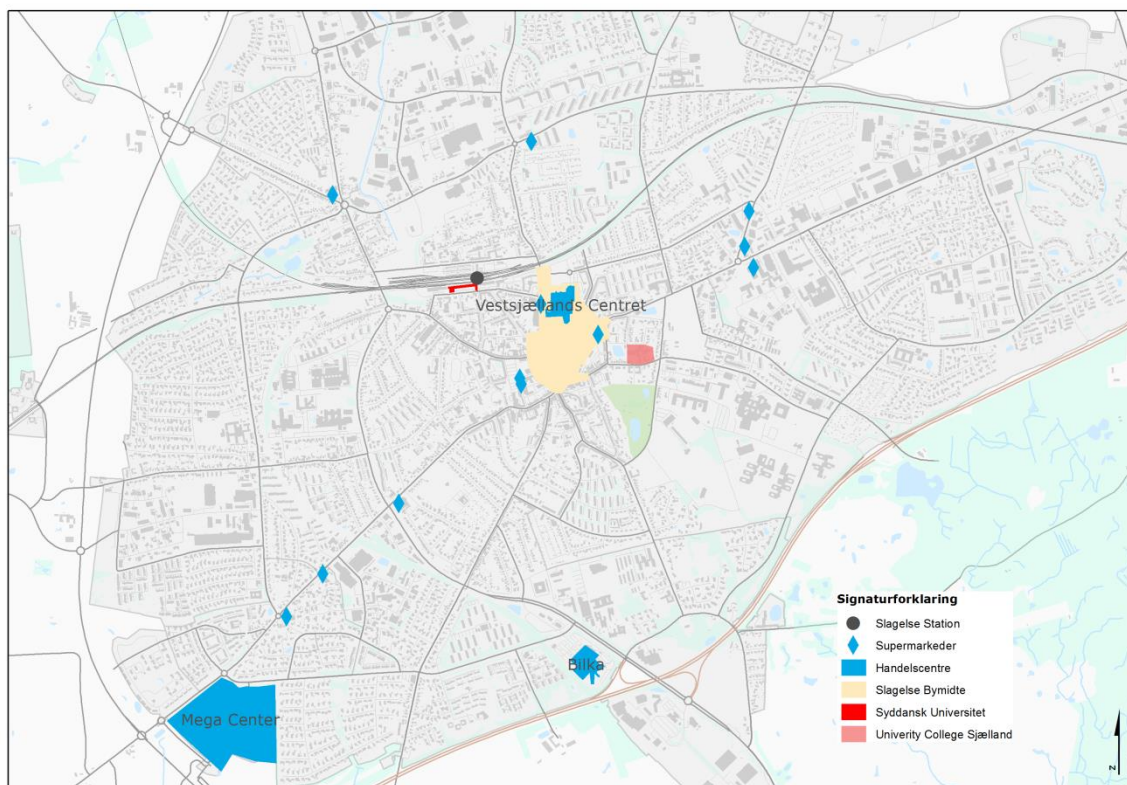 Vestsjællands Centret
Bilka
Mega Center
Signaturforklaring
Slagelse Station
Supermarkeder
Handelscentre
Slagelse Bymidte
Syddansk Universitet
Univerity College Sjælland
N